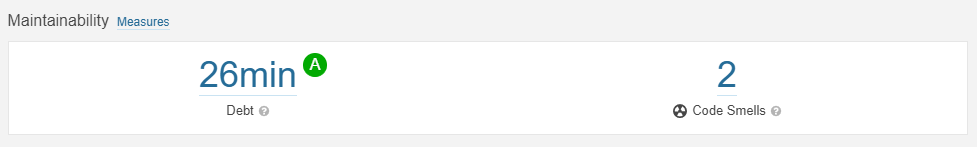 Maintainability Measures
26min A
2
Debt ?
Code Smells ?